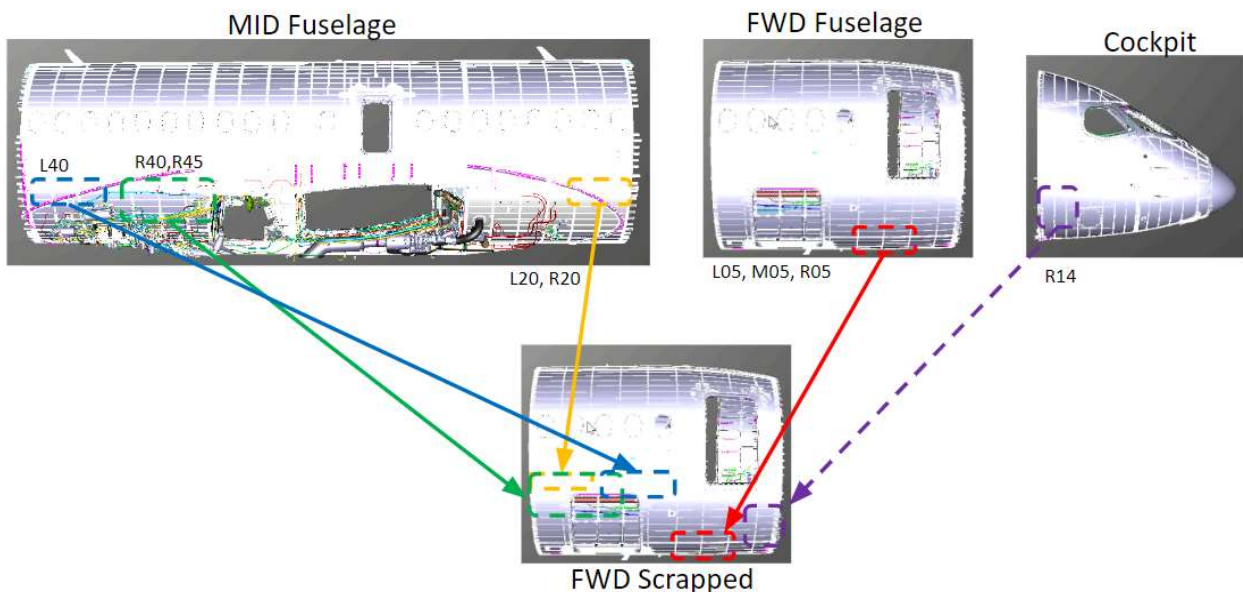 MID Fuselage
FWD Fuselage
Cockpit
L40
R40,R45
L20, R20
L05, M05, R05
R14
FWD Scrapped